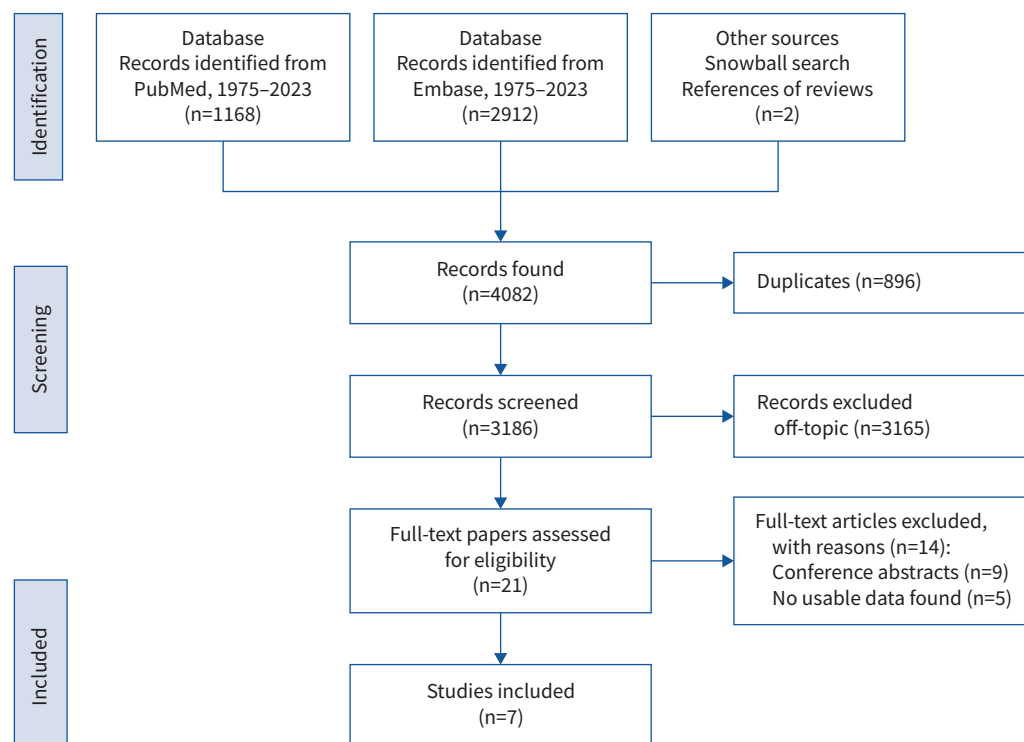 Identification
Database
Records identified from
PubMed, 1975–2023
(n=1168)
Database
Records identified from
Embase, 1975–2023
(n=2912)
Other sources
Snowball search
References of reviews
(n=2)
Screening
Records found
(n=4082)
Duplicates (n=896)
Records screened
(n=3186)
Records excluded
off-topic (n=3165)
Full-text papers assessed
for eligibility
(n=21)
Full-text articles excluded,
with reasons (n=14):
Conference abstracts (n=9)
No usable data found (n=5)
Included
Studies included
(n=7)